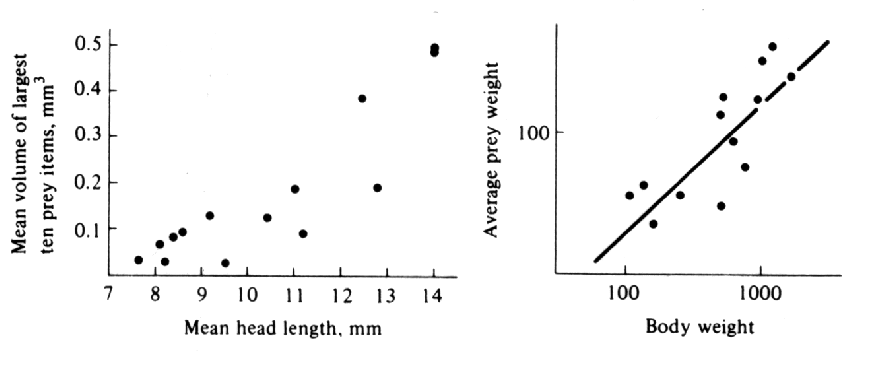 Mean volume of largest
ten prey items, mm3
0.5
0.4
0.3
0.2
0.1
7 8 9 10 11 12 13 14
Mean head length, mm
Average prey weight
100
100 1000
Body weight